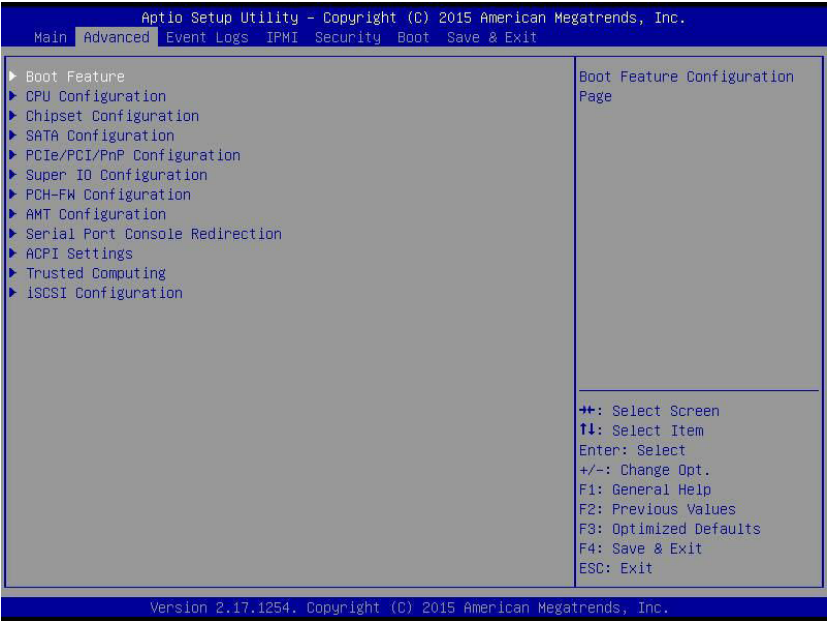 Aptio Setup Utility – Copyright (C) 2015 American Megatrends, Inc.
Main Advanced Event Logs IPMI Security Boot Save & Exit
Boot Feature
CPU Configuration
Chipset Configuration
SATA Configuration
PCIe/PCI/PnP Configuration
Super IO Configuration
PCH-FW Configuration
AMT Configuration
Serial Port Console Redirection
ACPI Settings
Trusted Computing
iSCSI Configuration
Boot Feature Configuration
Page
→←: Select Screen
↑↓: Select Item
Enter: Select
+/-: Change Opt.
F1: General Help
F2: Previous Values
F3: Optimized Defaults
F4: Save & Exit
ESC: Exit
Version 2.17.1254. Copyright (C) 2015 American Megatrends, Inc.